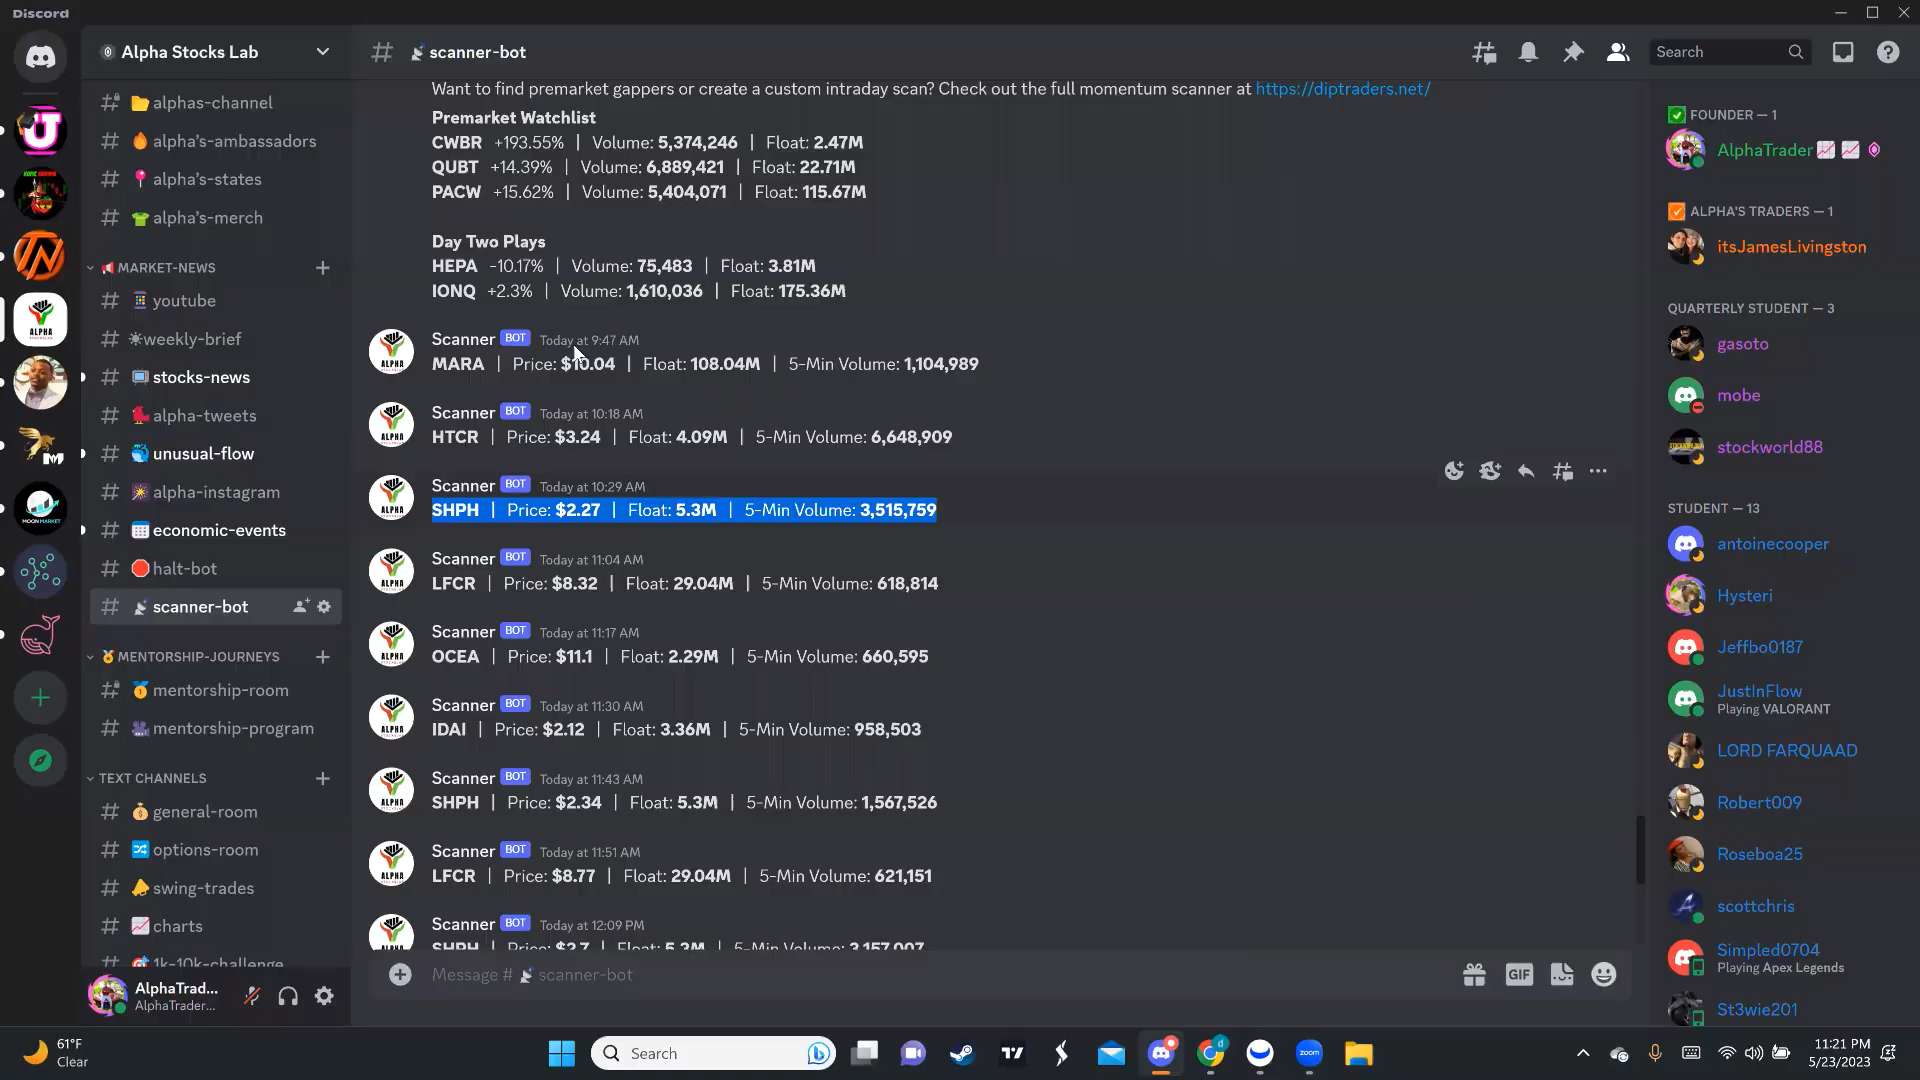 Discord
Alpha Stocks Lab
alphas-channel
alpha's-ambassadors
alpha's-states
alpha's-merch
MARKET-NEWS
youtube
weekly-brief
stocks-news
alpha-tweets
unusual-flow
alpha-instagram
economic-events
halt-bot
scanner-bot
MENTORSHIP-JOURNEYS
mentorship-room
mentorship-program
TEXT CHANNELS
general-room
options-room
swing-trades
charts
1k-10k-challenge
AlphaTrad...
AlphaTrader...
scanner-bot
Search
Want to find premarket gappers or create a custom intraday scan? Check out the full momentum scanner at https://diptraders.net/
Premarket Watchlist
CWBR +193.55% | Volume: 5,374,246 | Float: 2.47M
QUBT +14.39% | Volume: 6,889,421 | Float: 22.71M
PACW +15.62% | Volume: 5,404,071 | Float: 115.67M
Day Two Plays
HEPA -10.17% | Volume: 75,483 | Float: 3.81M
IONQ +2.3% | Volume: 1,610,036 | Float: 175.36M
Scanner BOT Today at 9:47 AM
MARA | Price: $10.04 | Float: 108.04M | 5-Min Volume: 1,104,989
Scanner BOT Today at 10:18 AM
HTCR | Price: $3.24 | Float: 4.09M | 5-Min Volume: 6,648,909
Scanner BOT Today at 10:29 AM
SHPH | Price: $2.27 | Float: 5.3M | 5-Min Volume: 3,515,759
Scanner BOT Today at 11:04 AM
LFCR | Price: $8.32 | Float: 29.04M | 5-Min Volume: 618,814
Scanner BOT Today at 11:17 AM
OCEA | Price: $11.1 | Float: 2.29M | 5-Min Volume: 660,595
Scanner BOT Today at 11:30 AM
IDAI | Price: $2.12 | Float: 3.36M | 5-Min Volume: 958,503
Scanner BOT Today at 11:43 AM
SHPH | Price: $2.34 | Float: 5.3M | 5-Min Volume: 1,567,526
Scanner BOT Today at 11:51 AM
LFCR | Price: $8.77 | Float: 29.04M | 5-Min Volume: 621,151
Scanner BOT Today at 12:09 PM
SHPH | Price: $2.7 | Float: 5.3M | 5-Min Volume: 3,157,007
Message # scanner-bot
GIF
FOUNDER — 1
AlphaTrader
ALPHA'S TRADERS — 1
itsJamesLivingston
QUARTERLY STUDENT — 3
gasoto
mobe
stockworld88
STUDENT — 13
antoinecooper
Hysteri
Jeffbo0187
JustInFlow
Playing VALORANT
LORD FARQUAAD
Robert009
Roseboa25
scottchris
Simpled0704
Playing Apex Legends
St3wie201
61°F
Clear
Search
zoom
11:21 PM
5/23/2023